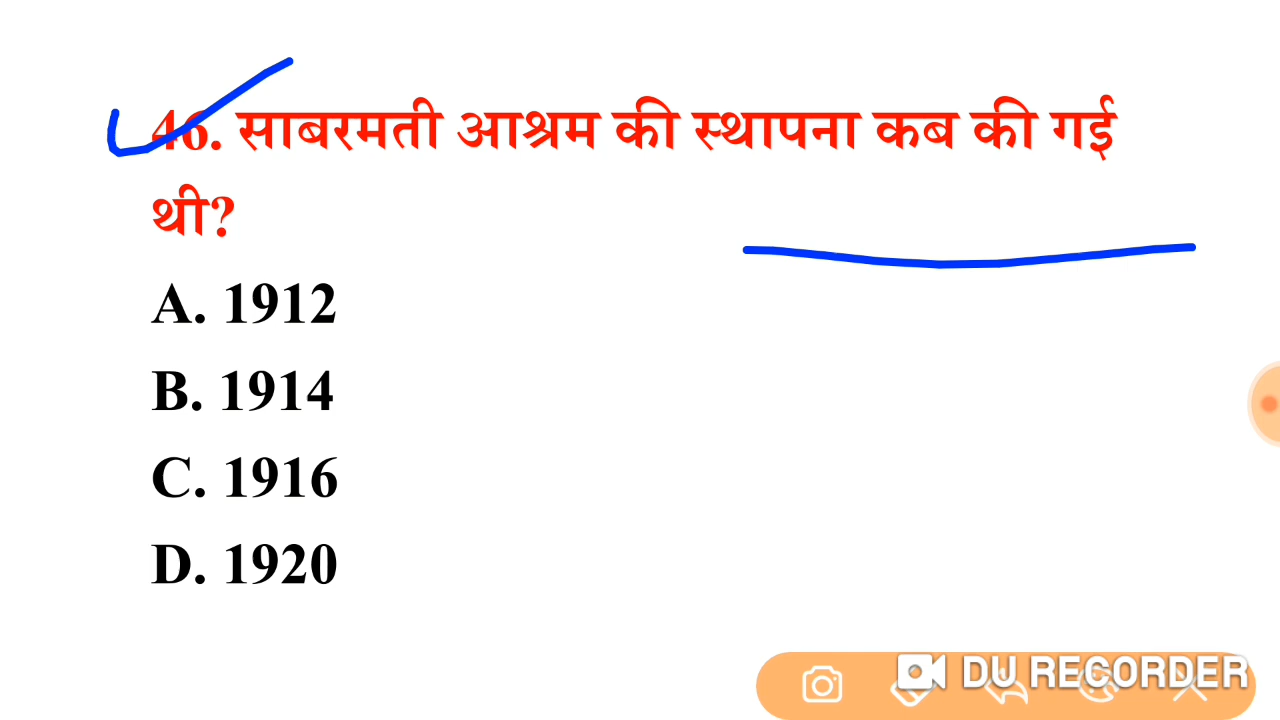 46. साबरमती आश्रम की स्थापना कब की गई
थी?
A. 1912
B. 1914
C. 1916
D. 1920
DU RECORDER